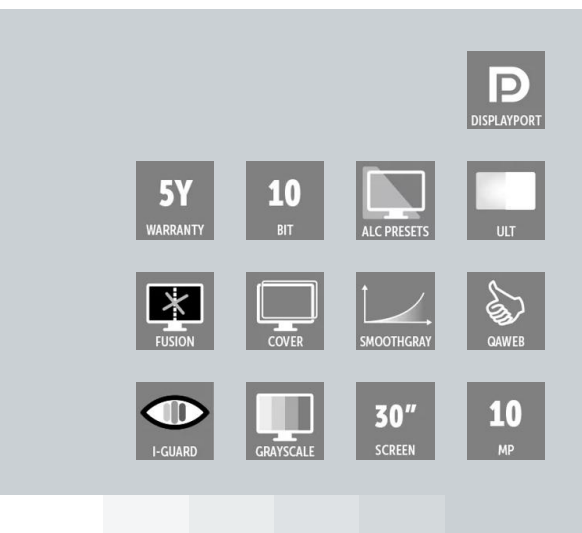 DISPLAYPORT
5Y
WARRANTY
10
BIT
ALC PRESETS
ULT
FUSION
COVER
SMOOTHGRAY
QAWEB
I-GUARD
GRAYSCALE
30"
SCREEN
10
MP